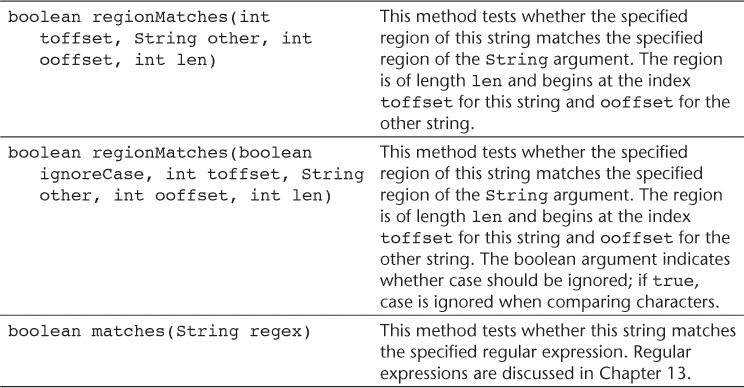 boolean regionMatches(int
toffset, String other, int
ooffset, int len)
This method tests whether the specified
region of this string matches the specified
region of the String argument. The region
is of length len and begins at the index
toffset for this string and ooffset for the
other string.
boolean regionMatches(boolean
ignoreCase, int toffset, String
other, int ooffset, int len)
This method tests whether the specified
region of this string matches the specified
region of the String argument. The region
is of length len and begins at the index
toffset for this string and ooffset for the
other string. The boolean argument indicates
whether case should be ignored; if true,
case is ignored when comparing characters.
boolean matches(String regex)
This method tests whether this string matches
the specified regular expression. Regular
expressions are discussed in Chapter 13.